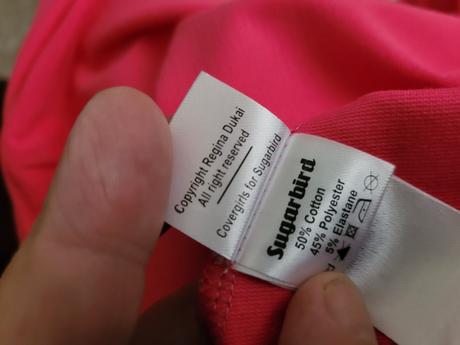 Copyright Regina Dukai
All right reserved
Covergirls for Sugarbird
Sugarbird
50% Cotton
45% Polyester
5% Elastane